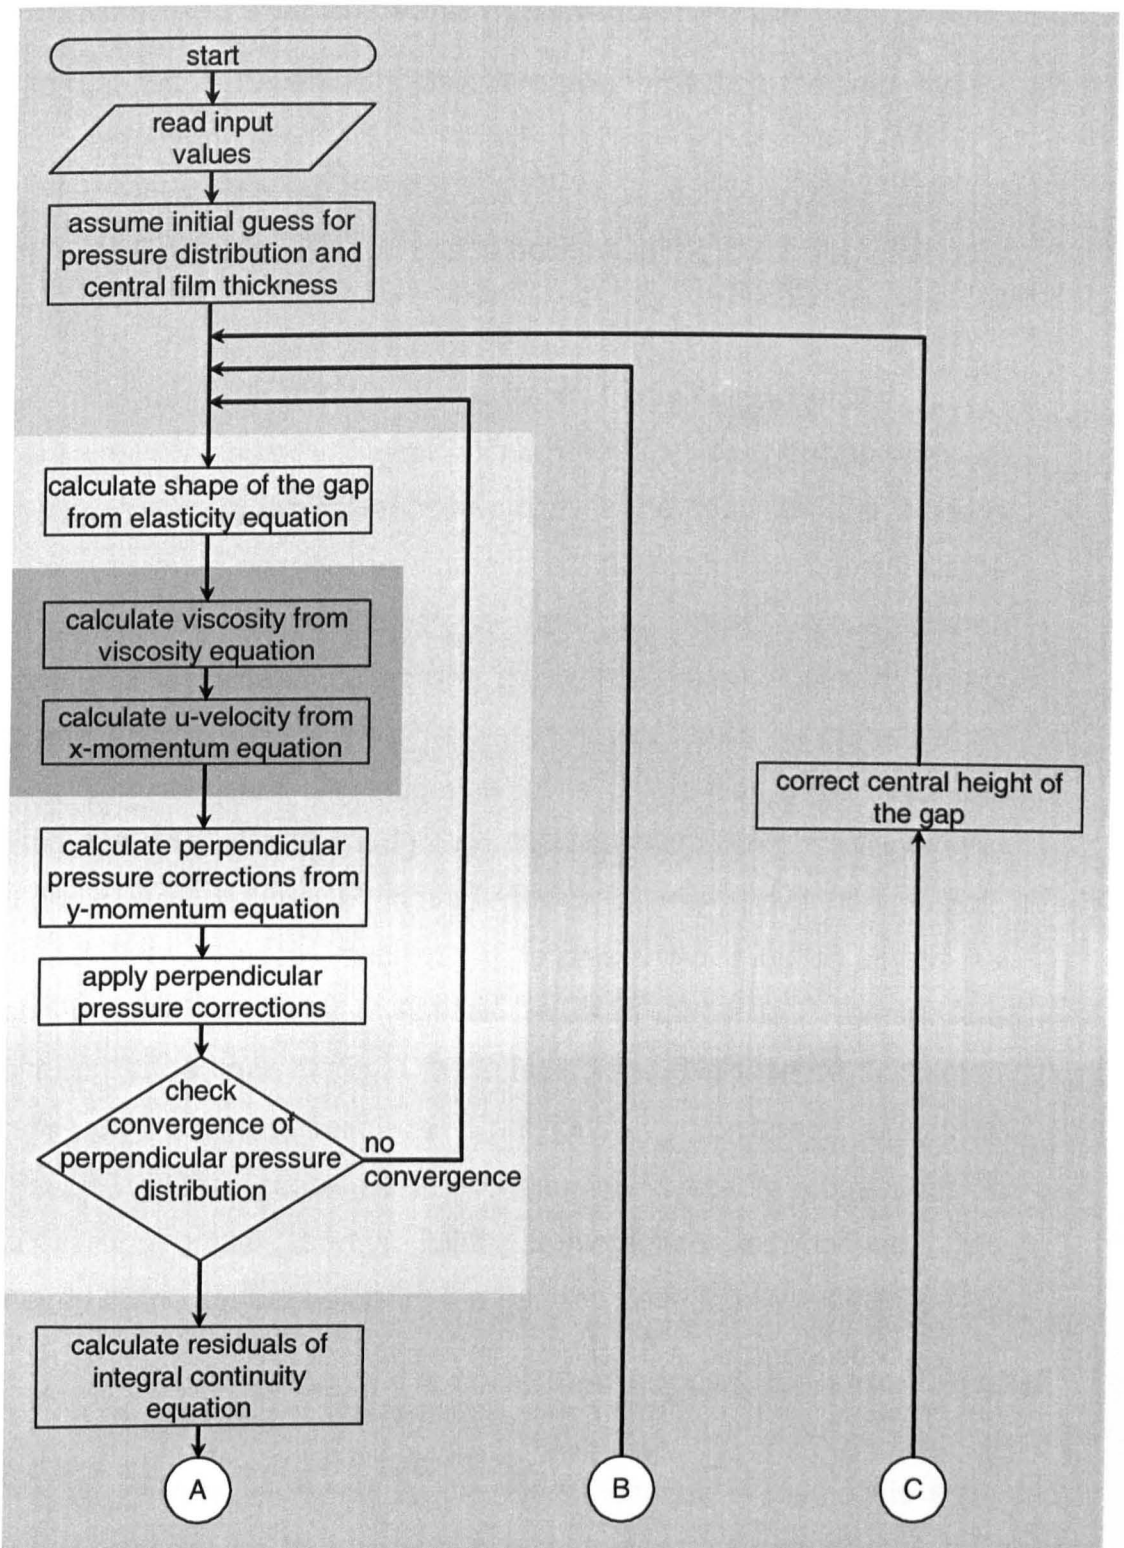 start
read input
values
assume initial guess for
pressure distribution and
central film thickness
calculate shape of the gap
from elasticity equation
calculate viscosity from
viscosity equation
calculate u-velocity from
x-momentum equation
correct central height of
the gap
calculate perpendicular
pressure corrections from
y-momentum equation
apply perpendicular
pressure corrections
check
convergence of
perpendicular pressure
distribution
no
convergence
calculate residuals of
integral continuity
equation
A
B
C